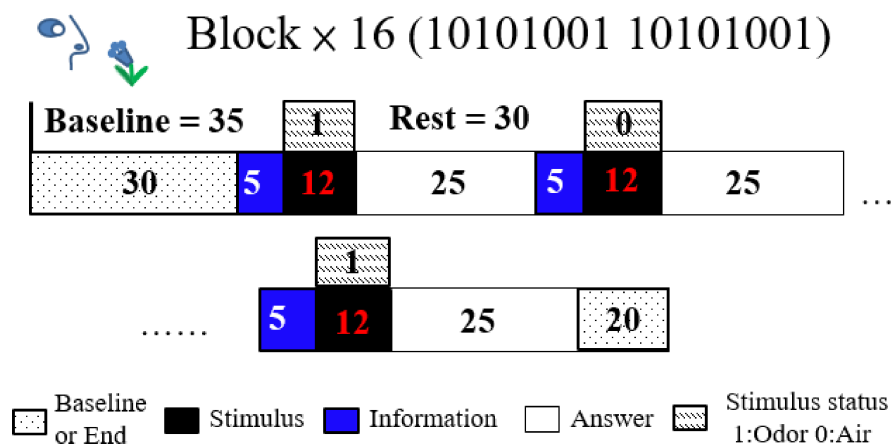 Block × 16 (10101001 10101001)
Baseline = 35 1 Rest = 30 0
30 5 12 25 5 12 25 ...
1
...... 5 12 25 20
Baseline or End Stimulus Information Answer Stimulus status 1:Odor 0:Air